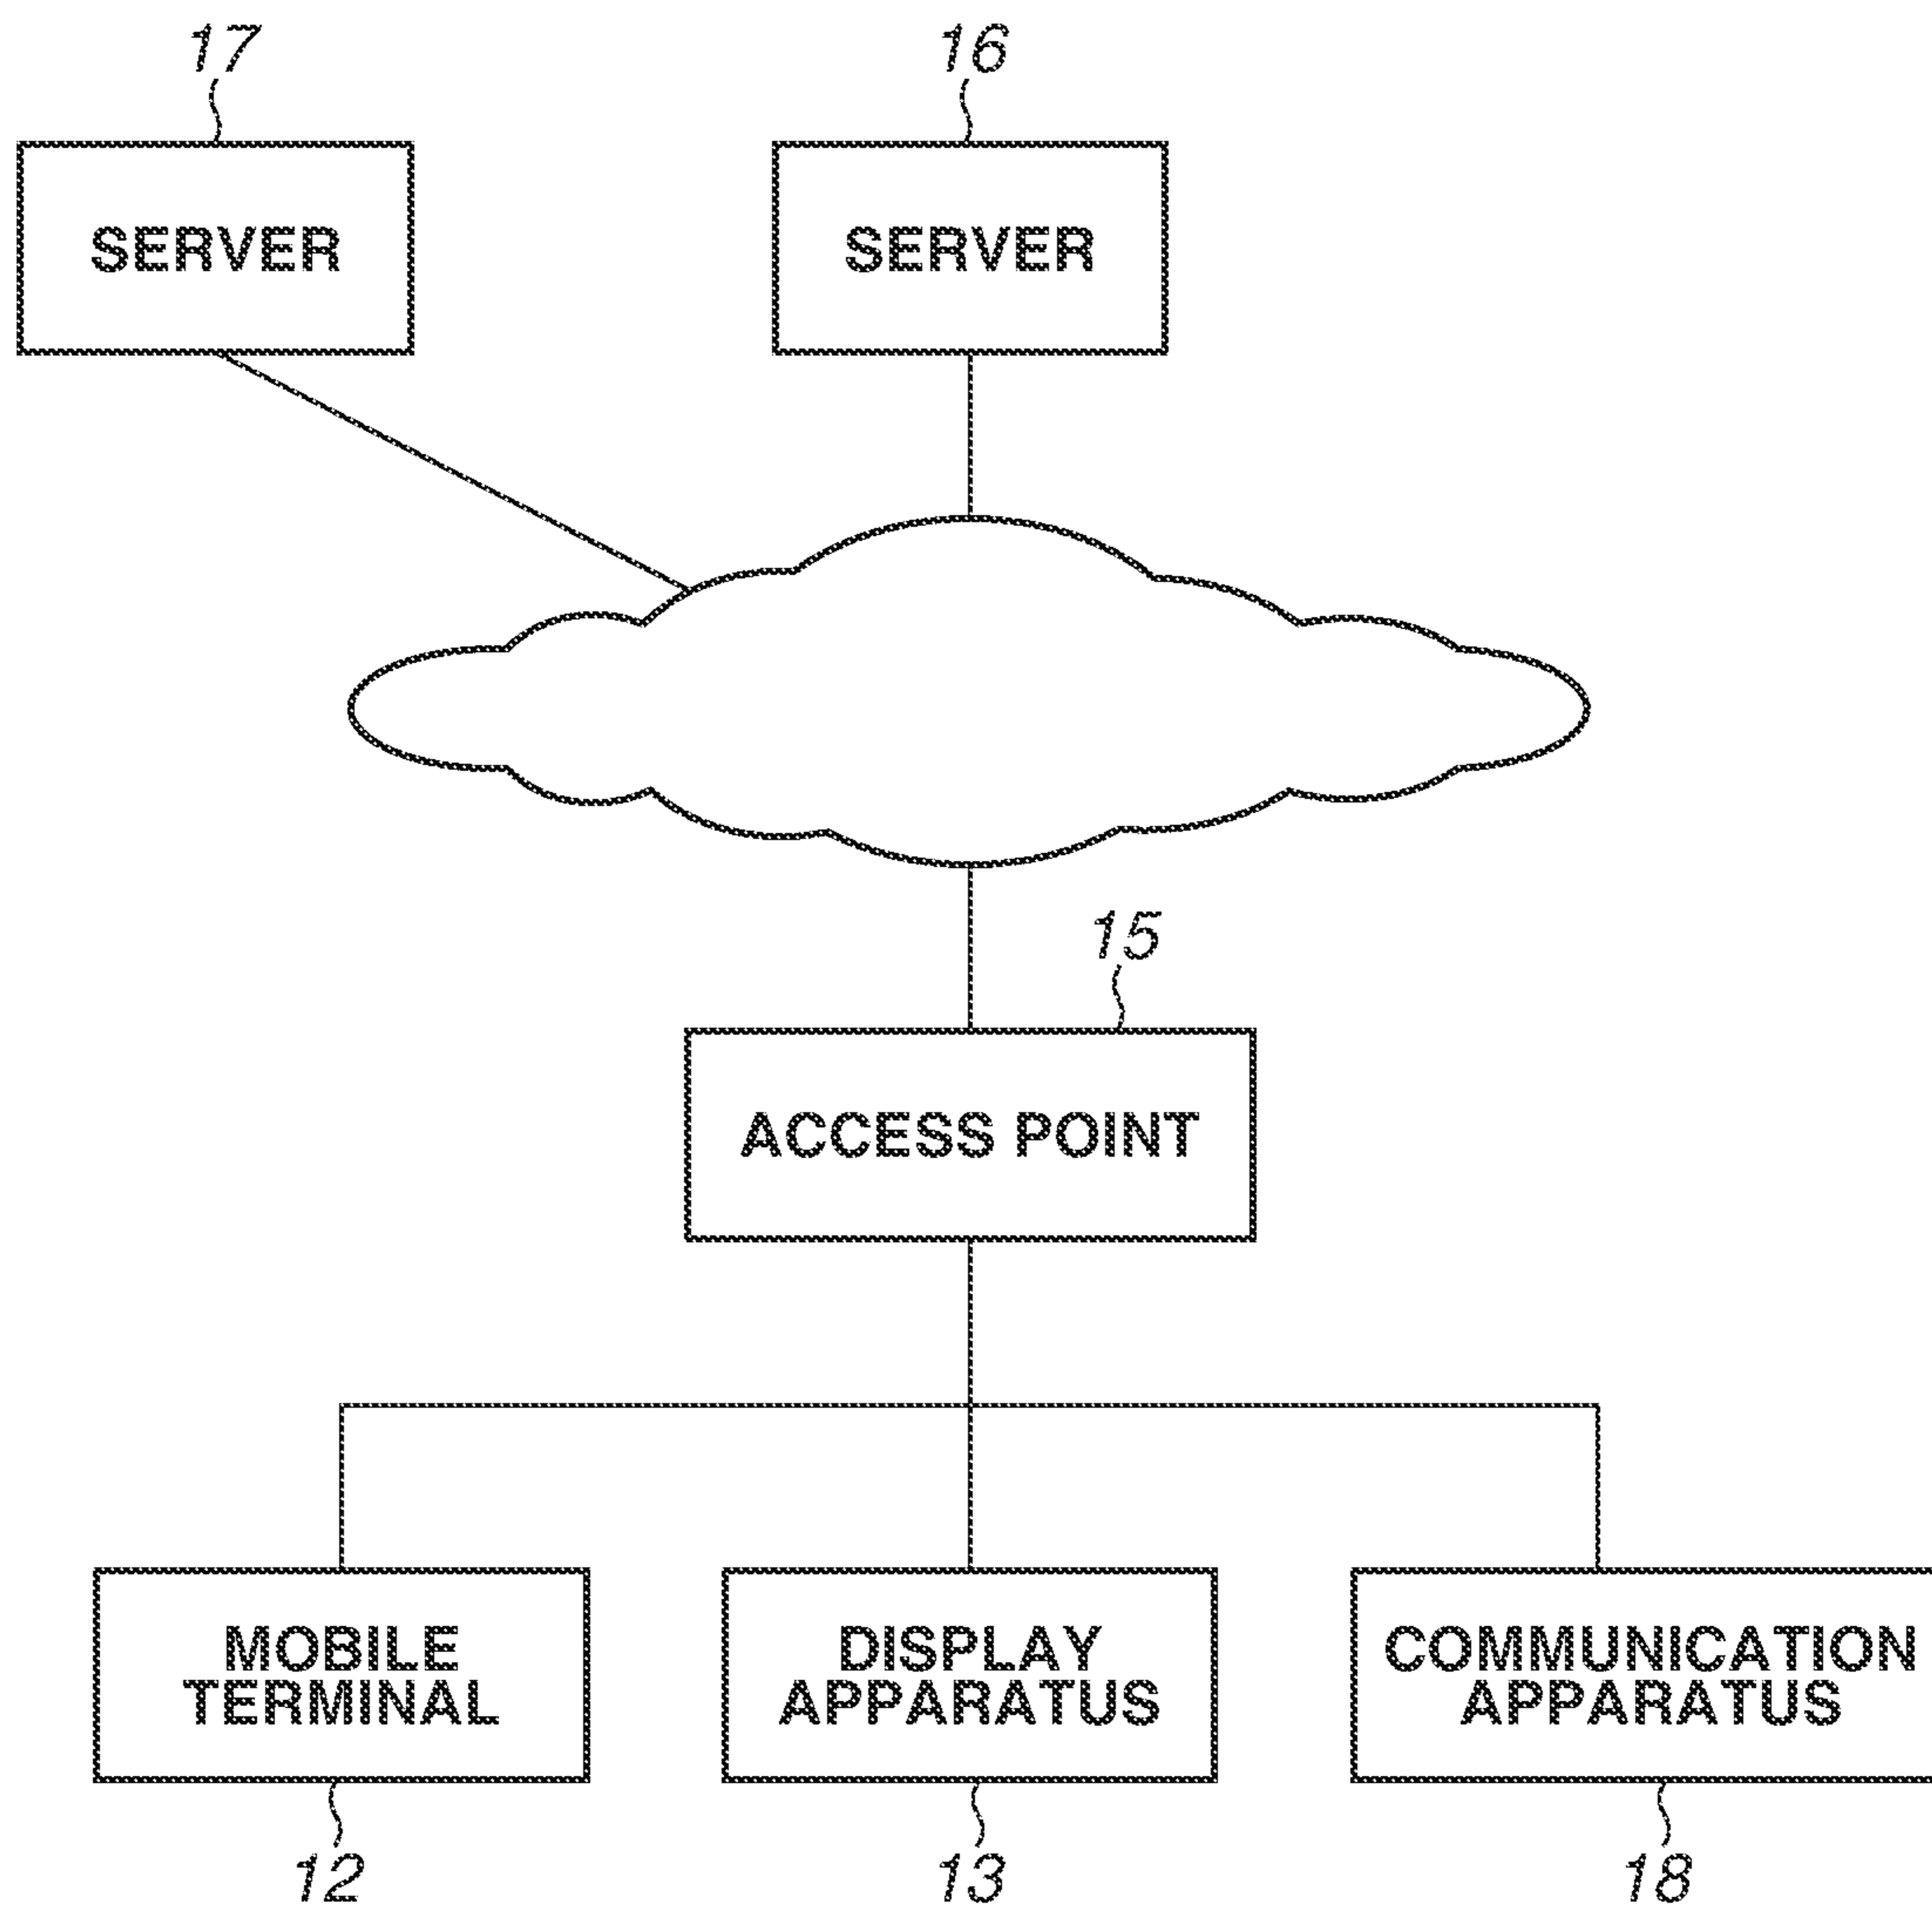 17
16
SERVER
SERVER
15
ACCESS POINT
MOBILE
TERMINAL
DISPLAY
APPARATUS
COMMUNICATION
APPARATUS
12
13
18